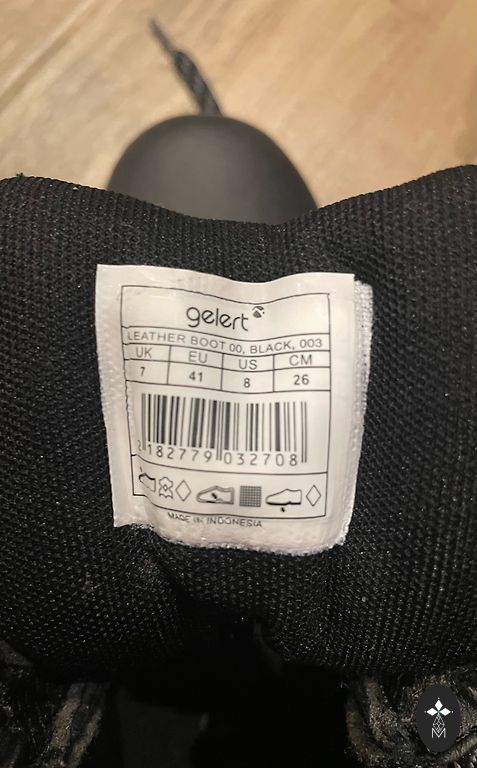 gelert
LEATHER BOOT 00, BLACK, 003
UK EU US CM
7 41 8 26
2 182779 032708
MADE IN INDONESIA
M